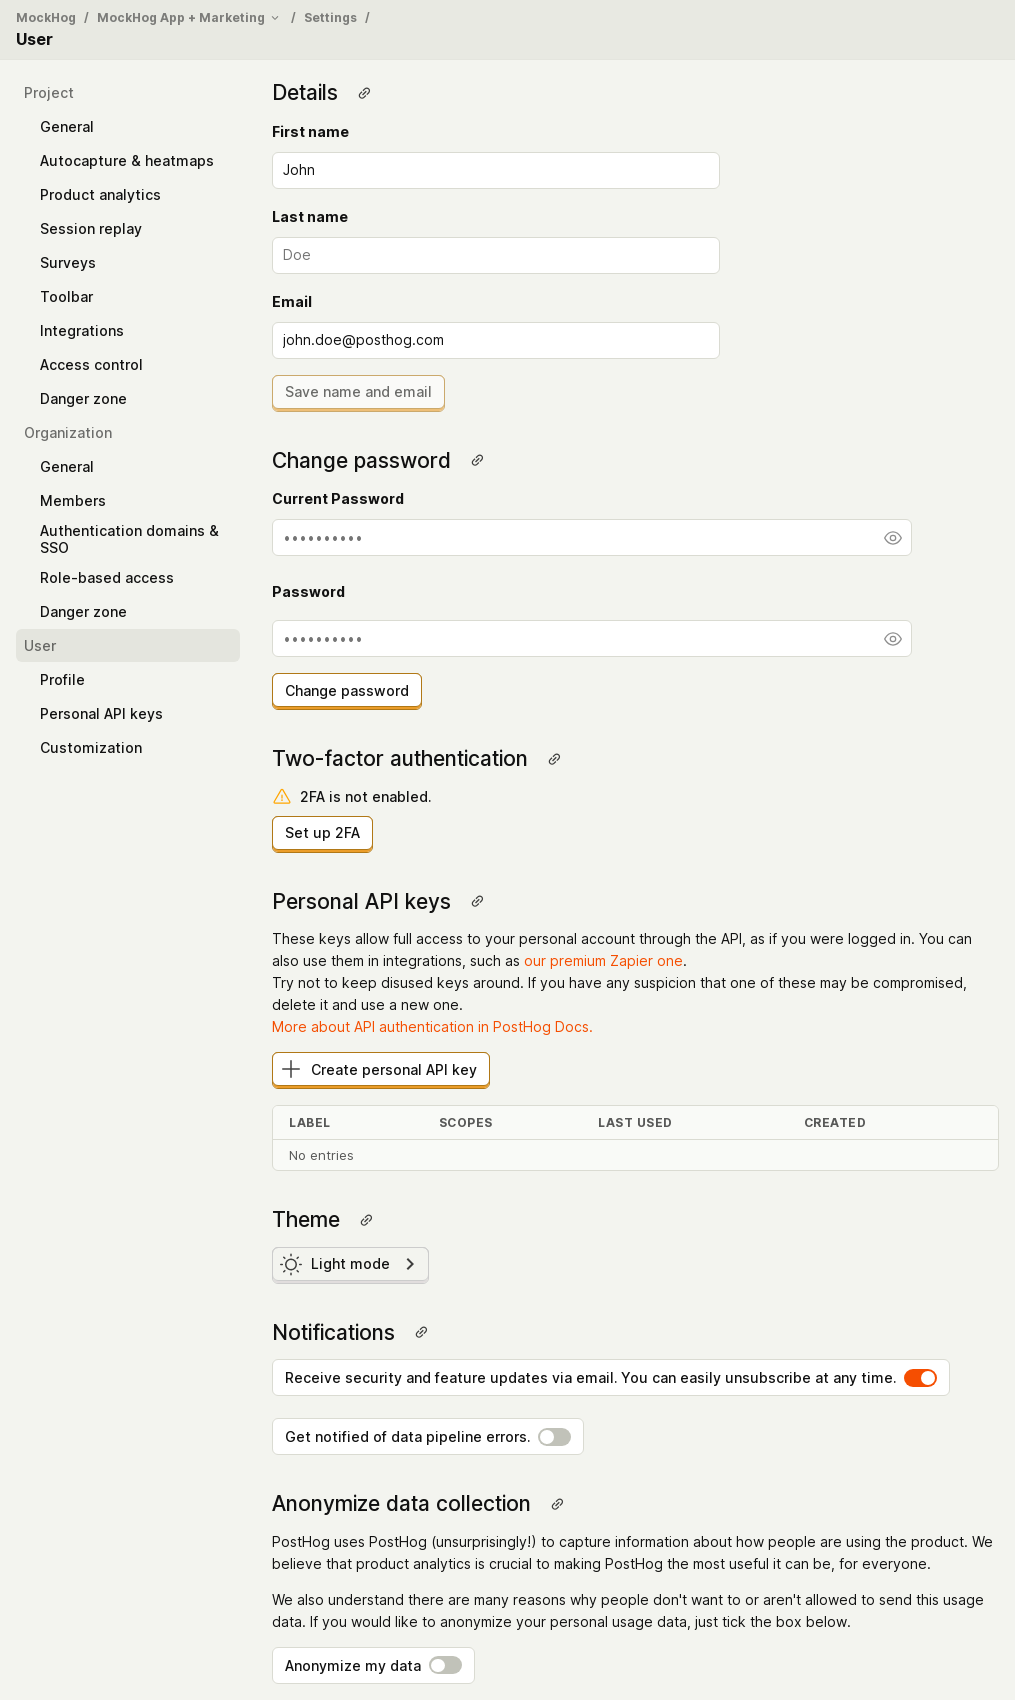 MockHog / MockHog App + Marketing / Settings /
User
Project
General
Autocapture & heatmaps
Product analytics
Session replay
Surveys
Toolbar
Integrations
Access control
Danger zone
Organization
General
Members
Authentication domains &
SSO
Role-based access
Danger zone
User
Profile
Personal API keys
Customization
Details
First name
John
Last name
Doe
Email
john.doe@posthog.com
Save name and email
Change password
Current Password
••••••••••
Password
••••••••••
Change password
Two-factor authentication
2FA is not enabled.
Set up 2FA
Personal API keys
These keys allow full access to your personal account through the API, as if you were logged in. You can
also use them in integrations, such as our premium Zapier one.
Try not to keep disused keys around. If you have any suspicion that one of these may be compromised,
delete it and use a new one.
More about API authentication in PostHog Docs.
Create personal API key
LABEL SCOPES LAST USED CREATED
No entries
Theme
Light mode
Notifications
Receive security and feature updates via email. You can easily unsubscribe at any time.
Get notified of data pipeline errors.
Anonymize data collection
PostHog uses PostHog (unsurprisingly!) to capture information about how people are using the product. We
believe that product analytics is crucial to making PostHog the most useful it can be, for everyone.
We also understand there are many reasons why people don't want to or aren't allowed to send this usage
data. If you would like to anonymize your personal usage data, just tick the box below.
Anonymize my data